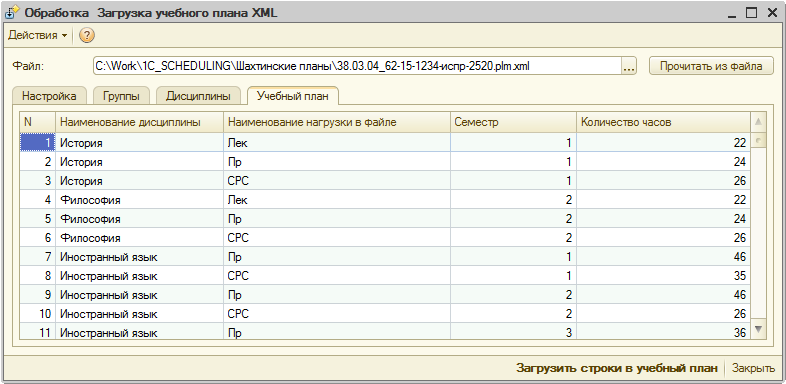 Обработка Загрузка учебного плана XML
Действия ?
Файл: C:\Work\1C_SCHEDULING\Шахтинские планы\38.03.04_62-15-1234-испр-2520.plm.xml ... Прочитать из файла
Настройка Группы Дисциплины Учебный план
N Наименование дисциплины Наименование нагрузки в файле Семестр Количество часов
1 История Лек 1 22
2 История Пр 1 24
3 История СРС 1 26
4 Философия Лек 2 22
5 Философия Пр 2 24
6 Философия СРС 2 26
7 Иностранный язык Пр 1 46
8 Иностранный язык СРС 1 35
9 Иностранный язык Пр 2 46
10 Иностранный язык СРС 2 26
11 Иностранный язык Пр 3 36
Загрузить строки в учебный план Закрыть